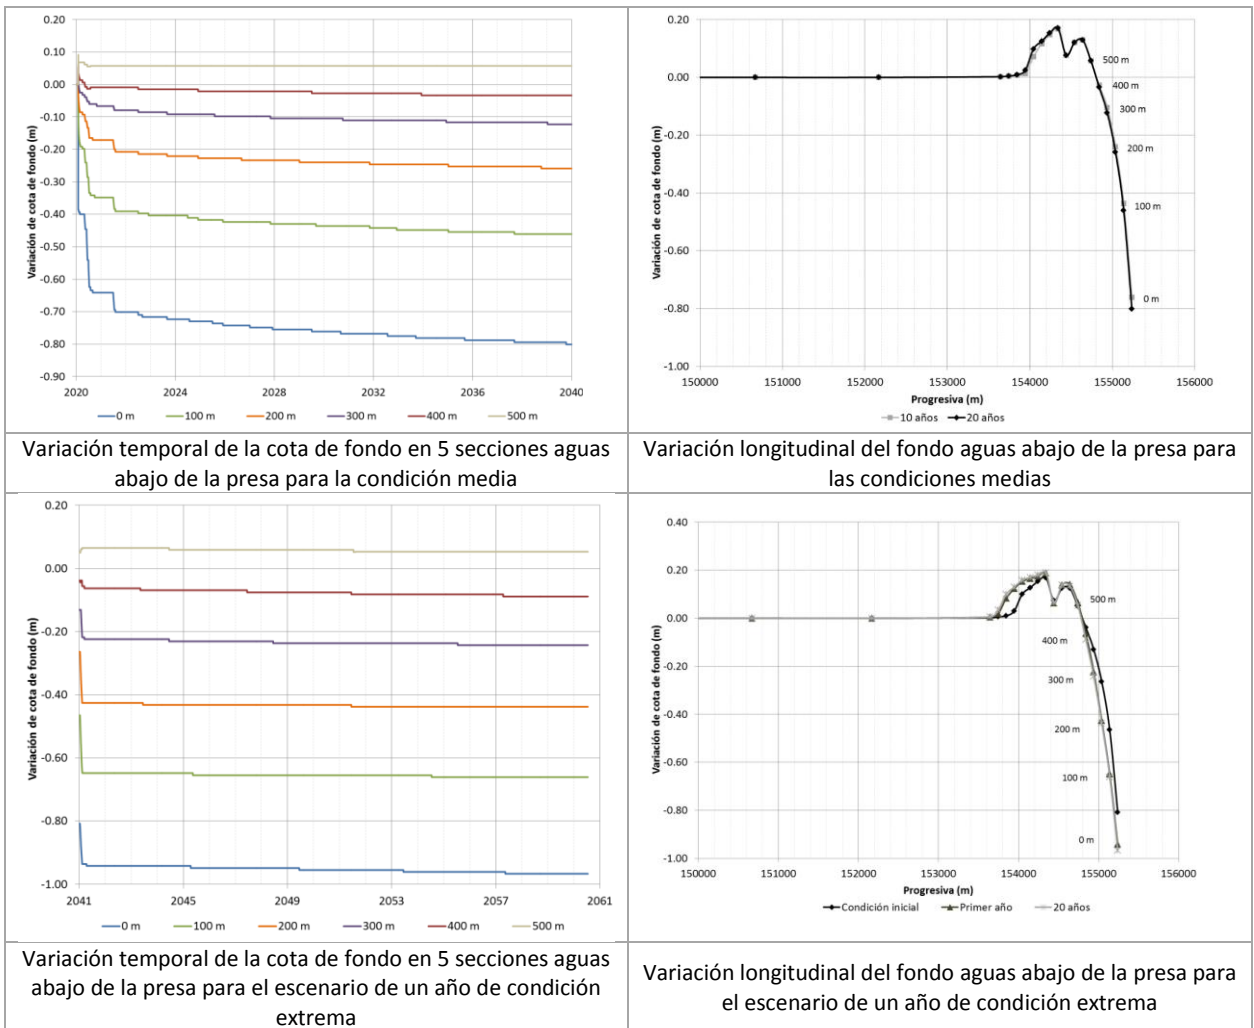 0.20
0.10
0.00
-0.10
-0.20
-0.30
-0.40
-0.50
-0.60
-0.70
-0.80
-0.90
Variación de cota de fondo (m)
2020 2024 2028 2032 2036 2040
0 m 100 m 200 m 300 m 400 m 500 m
Variación temporal de la cota de fondo en 5 secciones aguas
abajo de la presa para la condición media
0.20
0.00
-0.20
-0.40
-0.60
-0.80
-1.00
Variación de cota de fondo (m)
500 m
400 m
300 m
200 m
100 m
0 m
150000 151000 152000 153000 154000 155000 156000
Progresiva (m)
10 años 20 años
Variación longitudinal del fondo aguas abajo de la presa para
las condiciones medias
0.20
0.00
-0.20
-0.40
-0.60
-0.80
-1.00
Variación de cota de fondo (m)
2041 2045 2049 2053 2057 2061
0 m 100 m 200 m 300 m 400 m 500 m
Variación temporal de la cota de fondo en 5 secciones aguas
abajo de la presa para el escenario de un año de condición
extrema
0.40
0.20
0.00
-0.20
-0.40
-0.60
-0.80
-1.00
Variación de cota de fondo (m)
500 m
400 m
300 m
200 m
100 m
0 m
150000 151000 152000 153000 154000 155000 156000
Progresiva (m)
Condición inicial Primer año 20 años
Variación longitudinal del fondo aguas abajo de la presa para
el escenario de un año de condición extrema